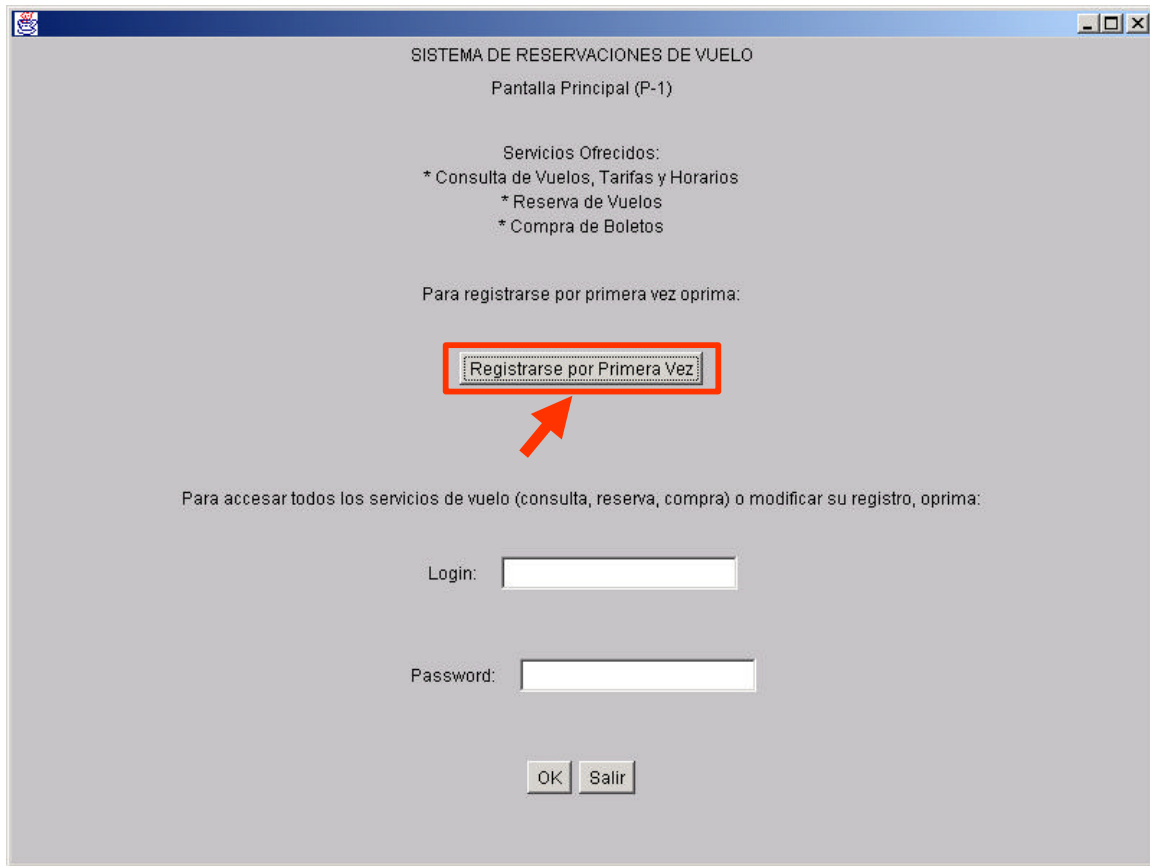 SISTEMA DE RESERVACIONES DE VUELO
Pantalla Principal (P-1)
Servicios Ofrecidos:
* Consulta de Vuelos, Tarifas y Horarios
* Reserva de Vuelos
* Compra de Boletos
Para registrarse por primera vez oprima:
Registrarse por Primera Vez
Para accesar todos los servicios de vuelo (consulta, reserva, compra) o modificar su registro, oprima:
Login:
Password:
OK Salir